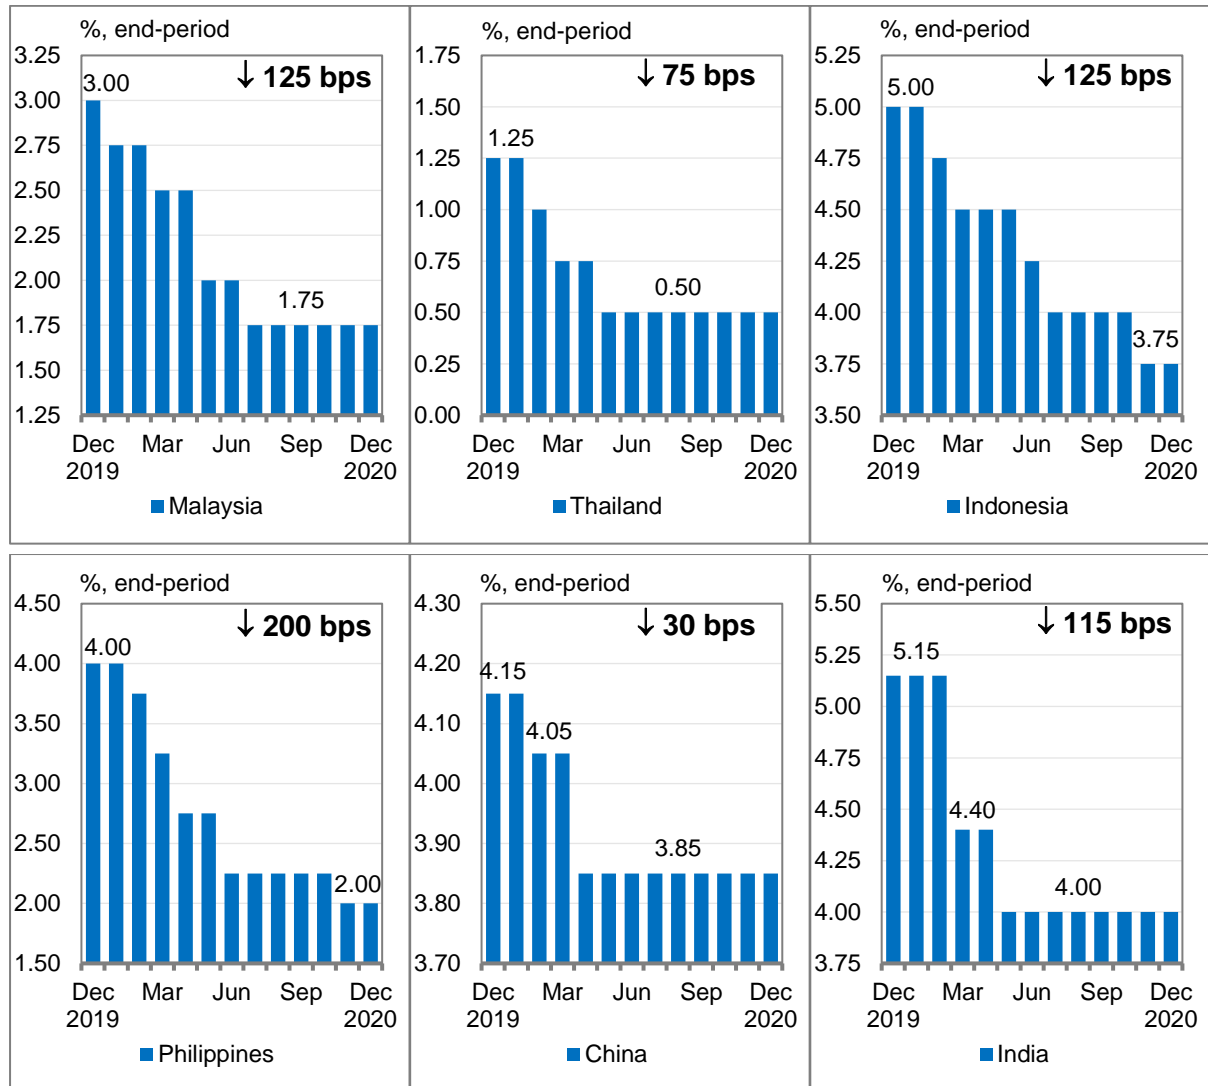 %, end-period
3.25
3.00
2.75
2.50
2.25
2.00
1.75
1.50
1.25
↓ 125 bps
3.00
1.75
Dec Mar Jun Sep Dec
2019 2020
Malaysia
%, end-period
1.75
1.50
1.25
1.00
0.75
0.50
0.25
0.00
↓ 75 bps
1.25
0.50
Dec Mar Jun Sep Dec
2019 2020
Thailand
%, end-period
5.25
5.00
4.75
4.50
4.25
4.00
3.75
3.50
↓ 125 bps
5.00
3.75
Dec Mar Jun Sep Dec
2019 2020
Indonesia
%, end-period
4.50
4.00
3.50
3.00
2.50
2.00
1.50
↓ 200 bps
4.00
2.00
Dec Mar Jun Sep Dec
2019 2020
Philippines
%, end-period
4.30
4.20
4.10
4.00
3.90
3.80
3.70
↓ 30 bps
4.15
4.05
3.85
Dec Mar Jun Sep Dec
2019 2020
China
%, end-period
5.50
5.25
5.00
4.75
4.50
4.25
4.00
3.75
↓ 115 bps
5.15
4.40
4.00
Dec Mar Jun Sep Dec
2019 2020
India